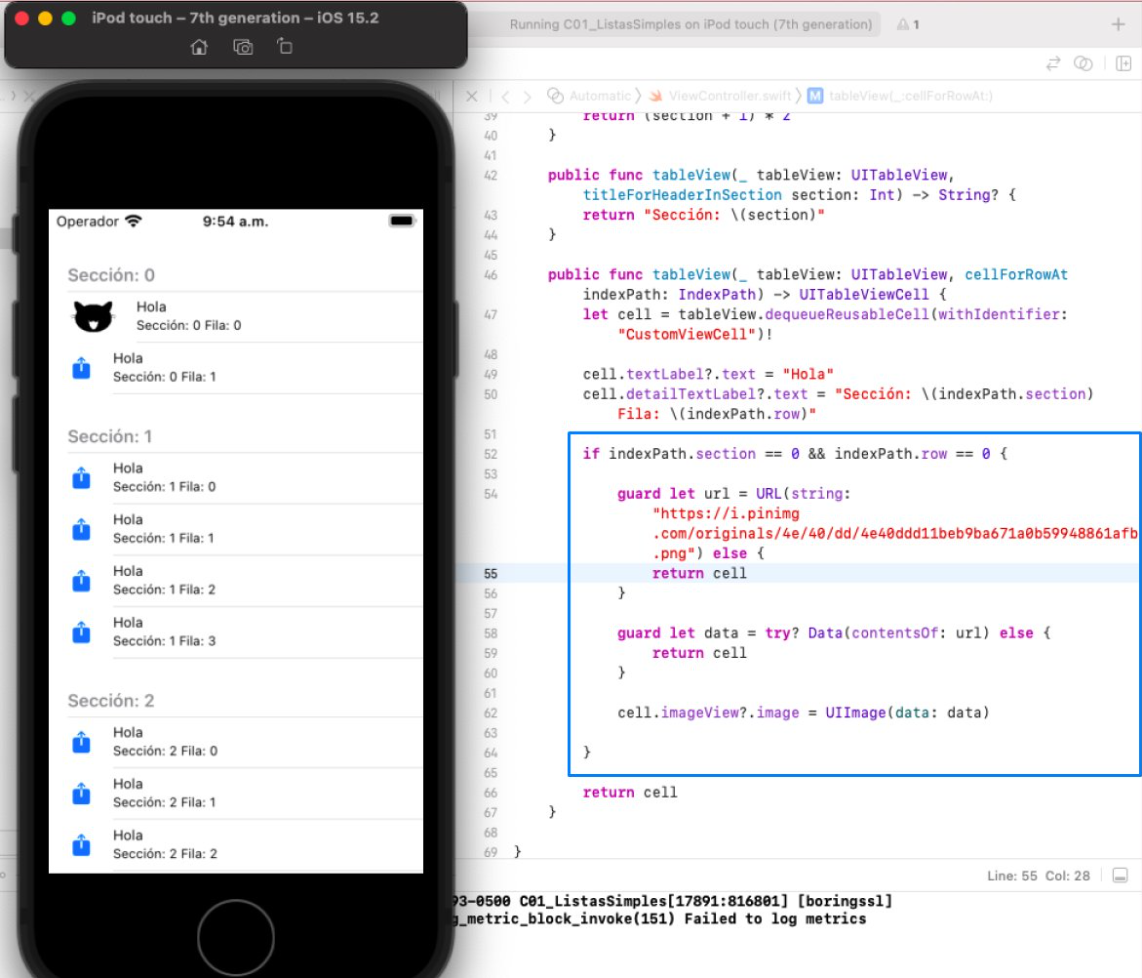 iPod touch – 7th generation – iOS 15.2
Running C01_ListasSimples on iPod touch (7th generation)
1
Automatic
ViewController.swift
M
tableView(_:cellForRowAt:)
Operador
9:54 a.m.
Sección: 0
Hola
Sección: 0 Fila: 0
Hola
Sección: 0 Fila: 1
Sección: 1
Hola
Sección: 1 Fila: 0
Hola
Sección: 1 Fila: 1
Hola
Sección: 1 Fila: 2
Hola
Sección: 1 Fila: 3
Sección: 2
Hola
Sección: 2 Fila: 0
Hola
Sección: 2 Fila: 1
Hola
Sección: 2 Fila: 2
39 return (section + 1) * 2
40 }
41
42 public func tableView(_ tableView: UITableView,
titleForHeaderInSection section: Int) -> String? {
43 return "Sección: \(section)"
44 }
45
46 public func tableView(_ tableView: UITableView, cellForRowAt
indexPath: IndexPath) -> UITableViewCell {
47 let cell = tableView.dequeueReusableCell(withIdentifier:
"CustomViewCell")!
48
49 cell.textLabel?.text = "Hola"
50 cell.detailTextLabel?.text = "Sección: \(indexPath.section)
Fila: \(indexPath.row)"
51
52 if indexPath.section == 0 && indexPath.row == 0 {
53
54 guard let url = URL(string:
"https://i.pinimg
.com/originals/4e/40/dd/4e40ddd11beb9ba671a0b59948861afb
.png") else {
55 return cell
56 }
57
58 guard let data = try? Data(contentsOf: url) else {
59 return cell
60 }
61
62 cell.imageView?.image = UIImage(data: data)
63
64 }
65
66 return cell
67 }
68
69 }
Line: 55 Col: 28
93-0500 C01_ListasSimples[17891:816801] [boringssl]
g_metric_block_invoke(151) Failed to log metrics